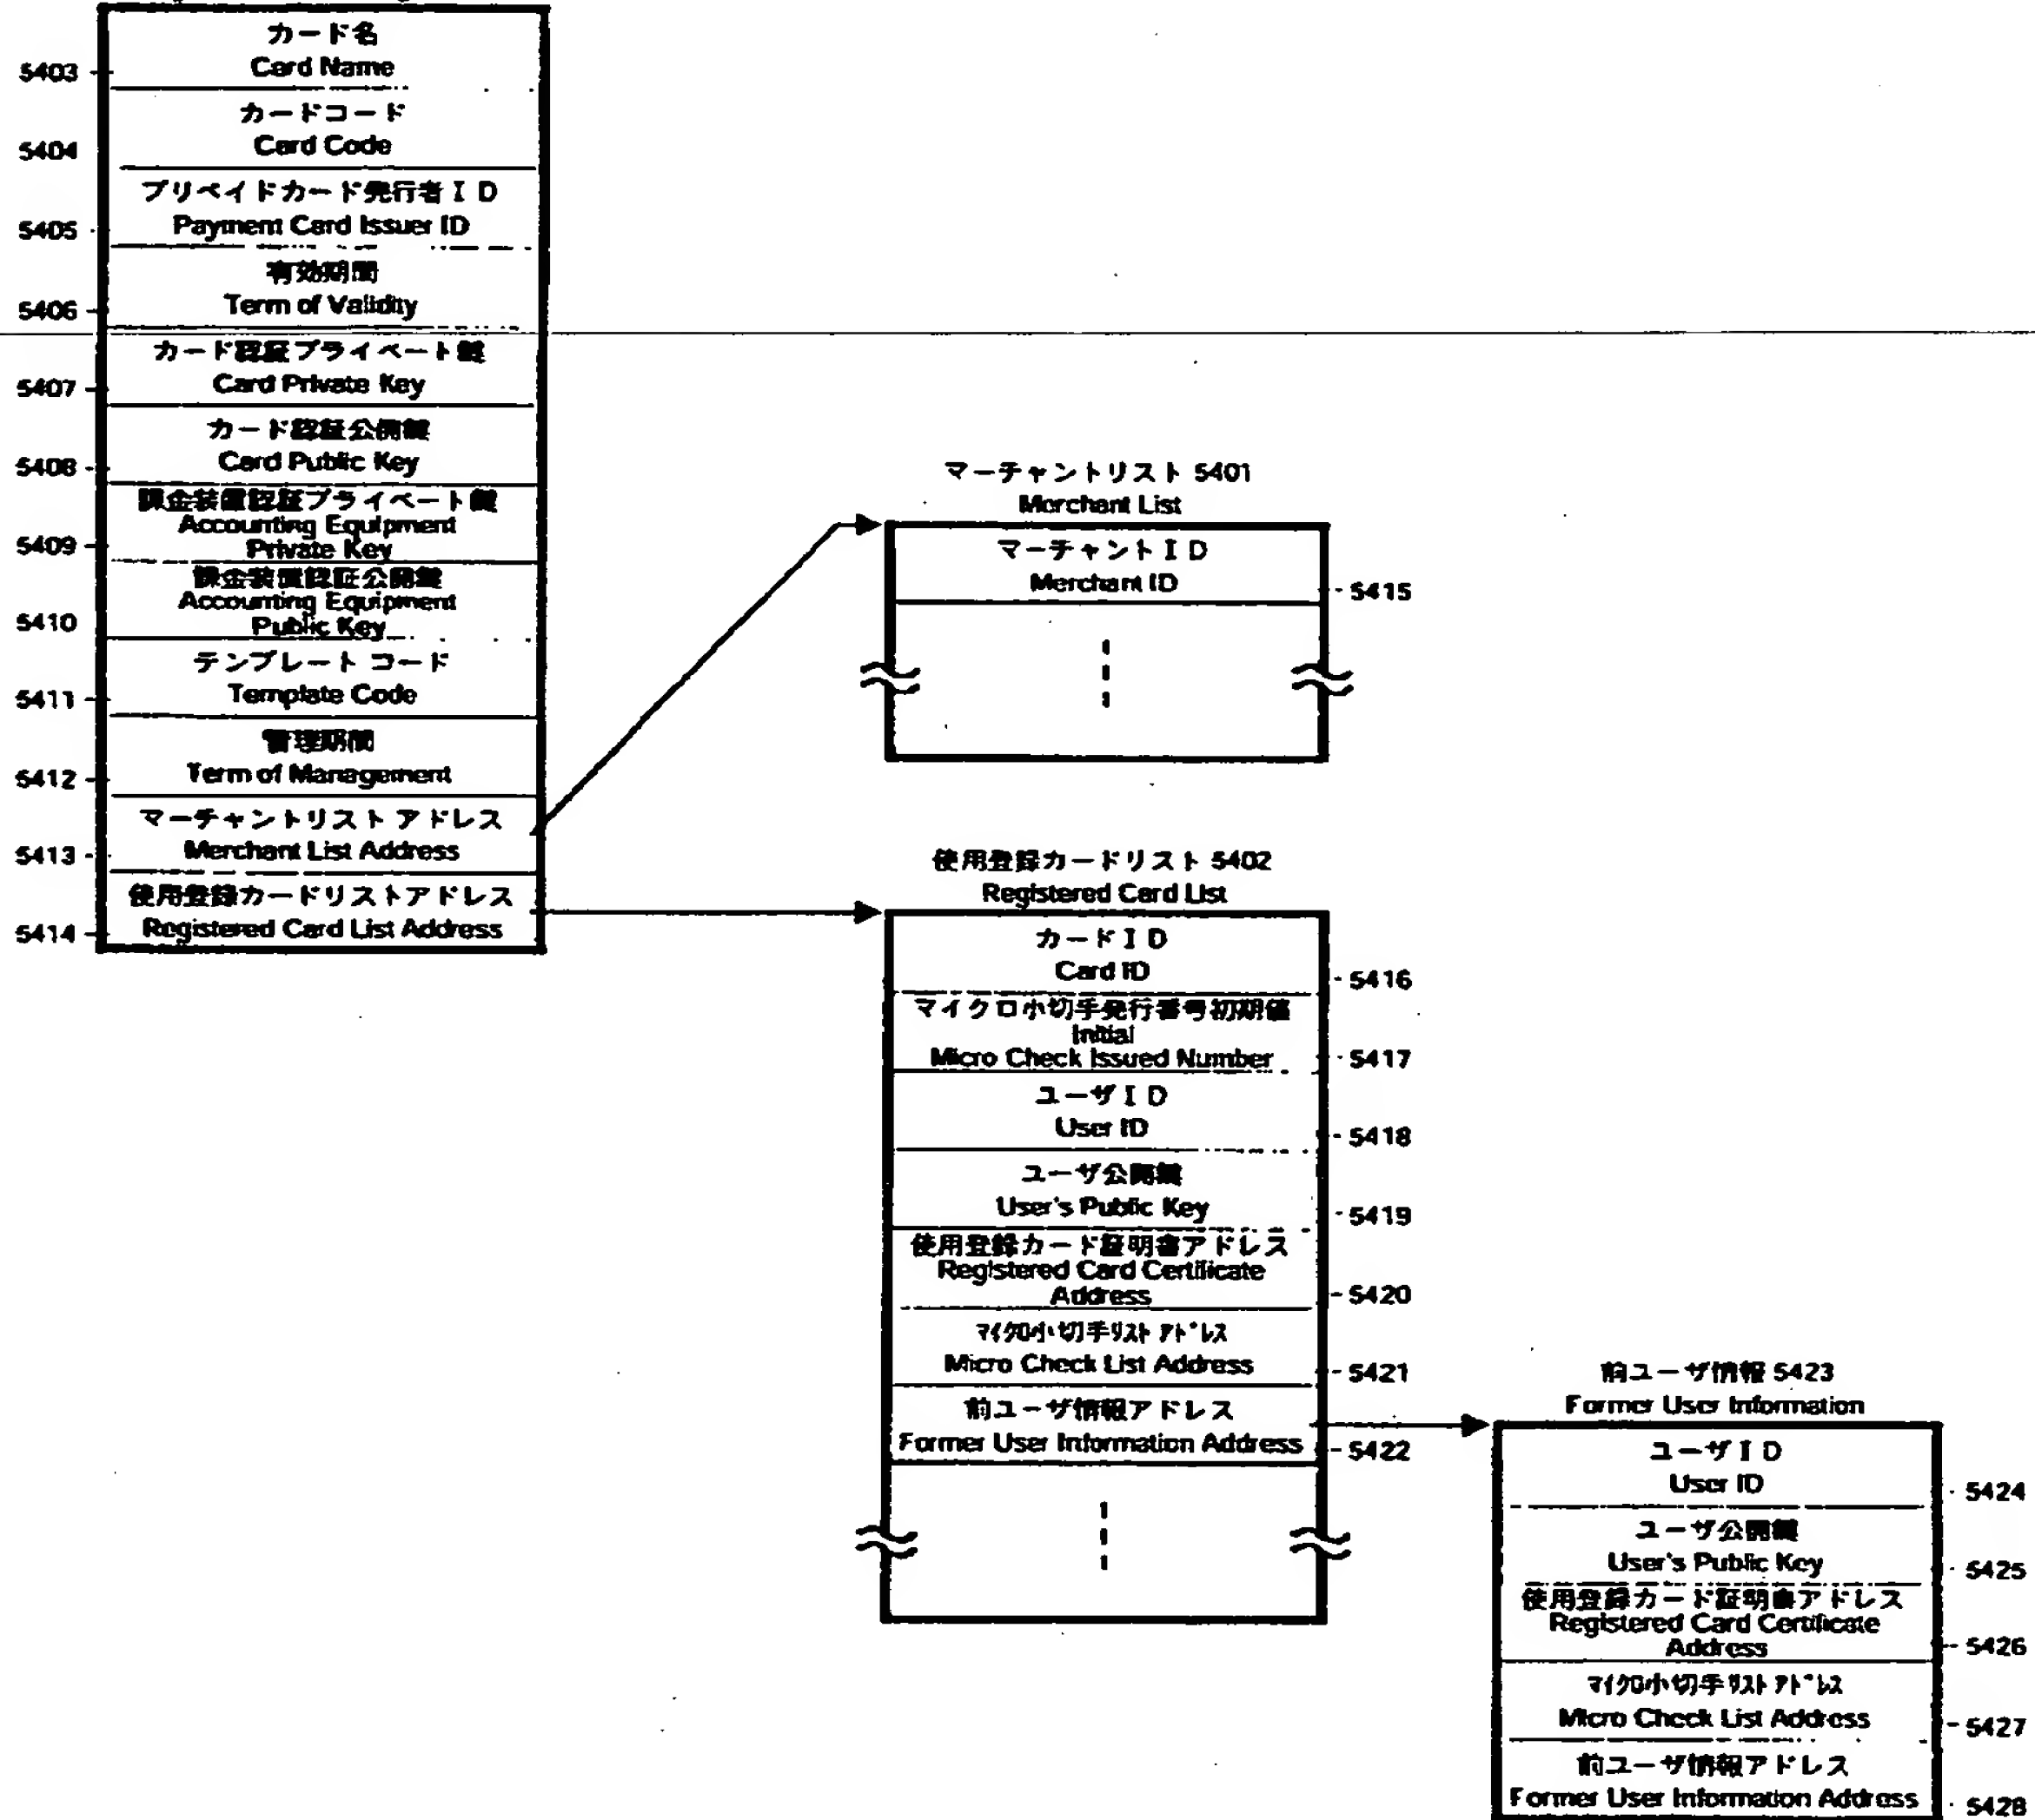 カード名
Card Name
5403
カードコード
Card Code
5404
プリペイドカード発行者ＩＤ
Payment Card Issuer ID
5405
有効期間
Term of Validity
5406
カード認証プライベート鍵
Card Private Key
5407
カード認証公開鍵
Card Public Key
5408
課金装置認証プライベート鍵
Accounting Equipment
Private Key
5409
課金装置認証公開鍵
Accounting Equipment
Public Key
5410
テンプレート コード
Template Code
5411
管理期間
Term of Management
5412
マーチャントリスト アドレス
Merchant List Address
5413
使用登録カードリストアドレス
Registered Card List Address
5414
マーチャントリスト 5401
Merchant List
マーチャントＩＤ
Merchant ID
5415
使用登録カードリスト 5402
Registered Card List
カードＩＤ
Card ID
5416
マイクロ小切手発行番号初期値
Initial
Micro Check Issued Number
5417
ユーザＩＤ
User ID
5418
ユーザ公開鍵
User's Public Key
5419
使用登録カード証明書アドレス
Registered Card Certificate
Address
5420
ﾏｲｸﾛ小切手ﾘｽﾄ ｱﾄﾞﾚｽ
Micro Check List Address
5421
前ユーザ情報アドレス
Former User Information Address
5422
前ユーザ情報 5423
Former User Information
ユーザＩＤ
User ID
5424
ユーザ公開鍵
User's Public Key
5425
使用登録カード証明書アドレス
Registered Card Certificate
Address
5426
ﾏｲｸﾛ小切手ﾘｽﾄ ｱﾄﾞﾚｽ
Micro Check List Address
5427
前ユーザ情報アドレス
Former User Information Address
5428